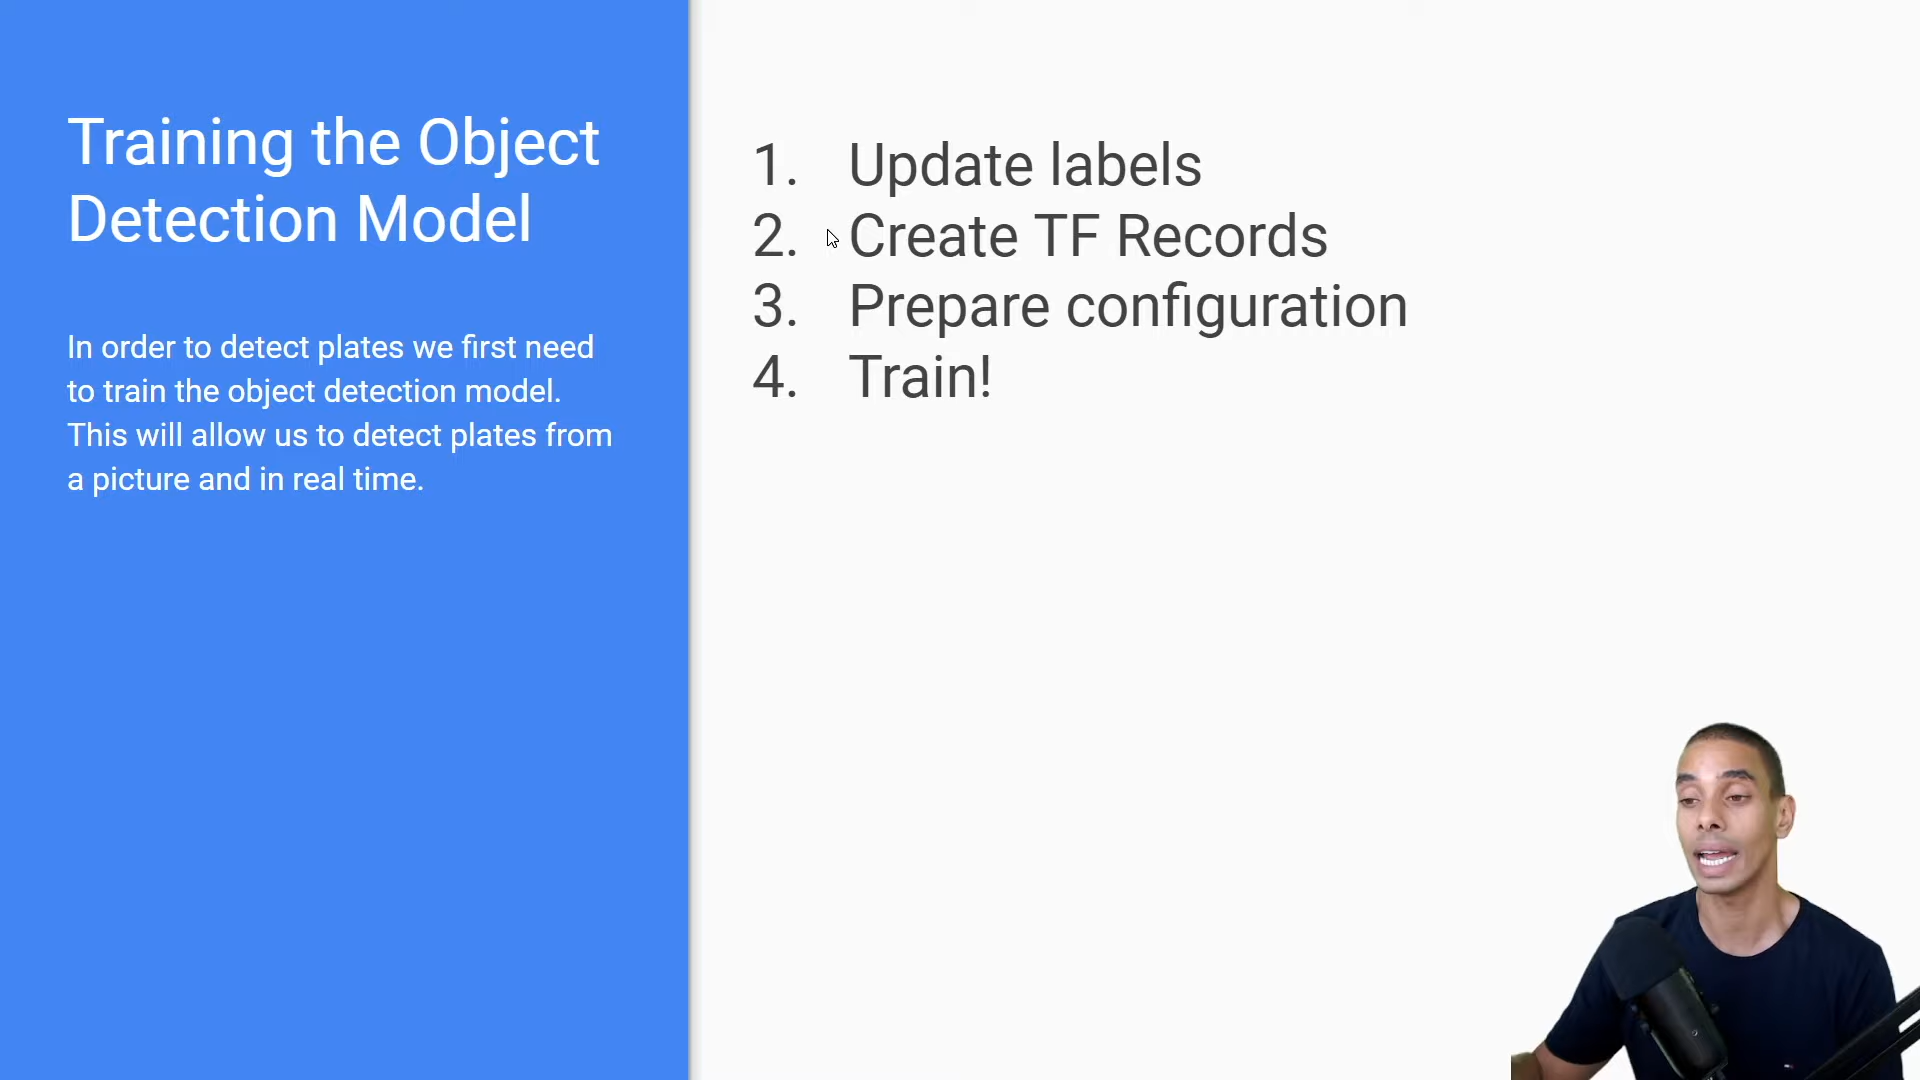 Training the Object
Detection Model
In order to detect plates we first need
to train the object detection model.
This will allow us to detect plates from
a picture and in real time.
1. Update labels
2. Create TF Records
3. Prepare configuration
4. Train!